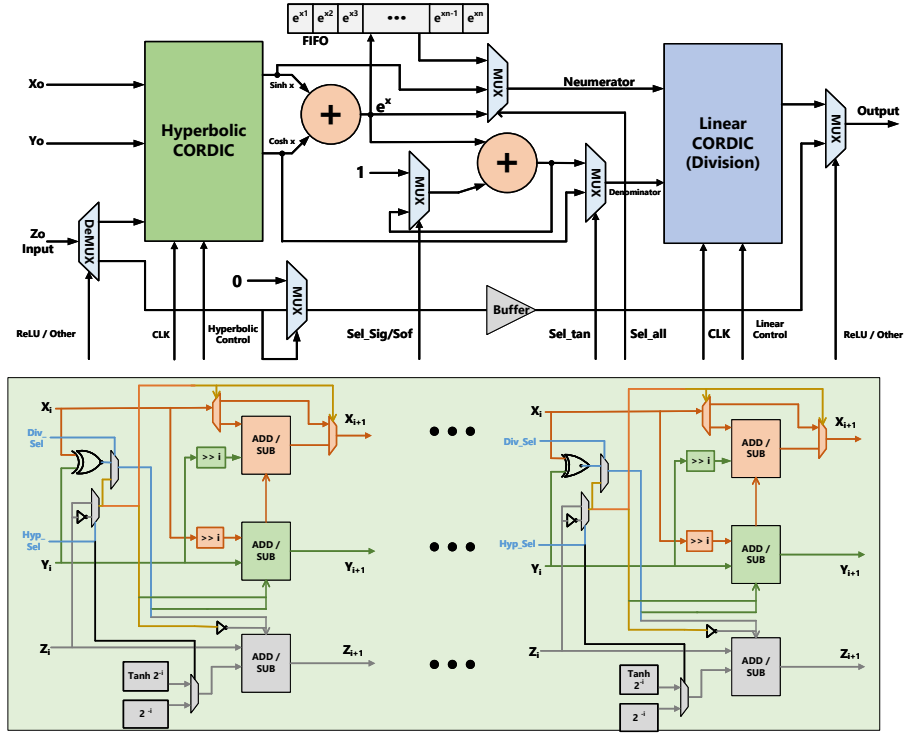 e^x1 e^x2 e^x3 ••• e^xn-1 e^xn
FIFO
Xo
Yo
Zo
Input
DeMUX
Hyperbolic
CORDIC
Sinh x
Cosh x
+
e^x
MUX
Neumerator
1
MUX
+
MUX
Denominator
Linear
CORDIC
(Division)
MUX
Output
0
MUX
Buffer
ReLU / Other
CLK
Hyperbolic
Control
Sel_Sig/Sof
Sel_tan
Sel_all
CLK
Linear
Control
ReLU / Other
Xi
Div_
Sel
Hyp_
Sel
Yi
Zi
>> i
>> i
ADD /
SUB
ADD /
SUB
ADD /
SUB
Tanh 2^-i
2^-i
Xi+1
Yi+1
Zi+1
•••
•••
•••
Xi
Div_Sel
Hyp_Sel
Yi
Zi
>> i
>> i
ADD /
SUB
ADD /
SUB
ADD /
SUB
Tanh
2^-i
2^-i
Xi+1
Yi+1
Zi+1